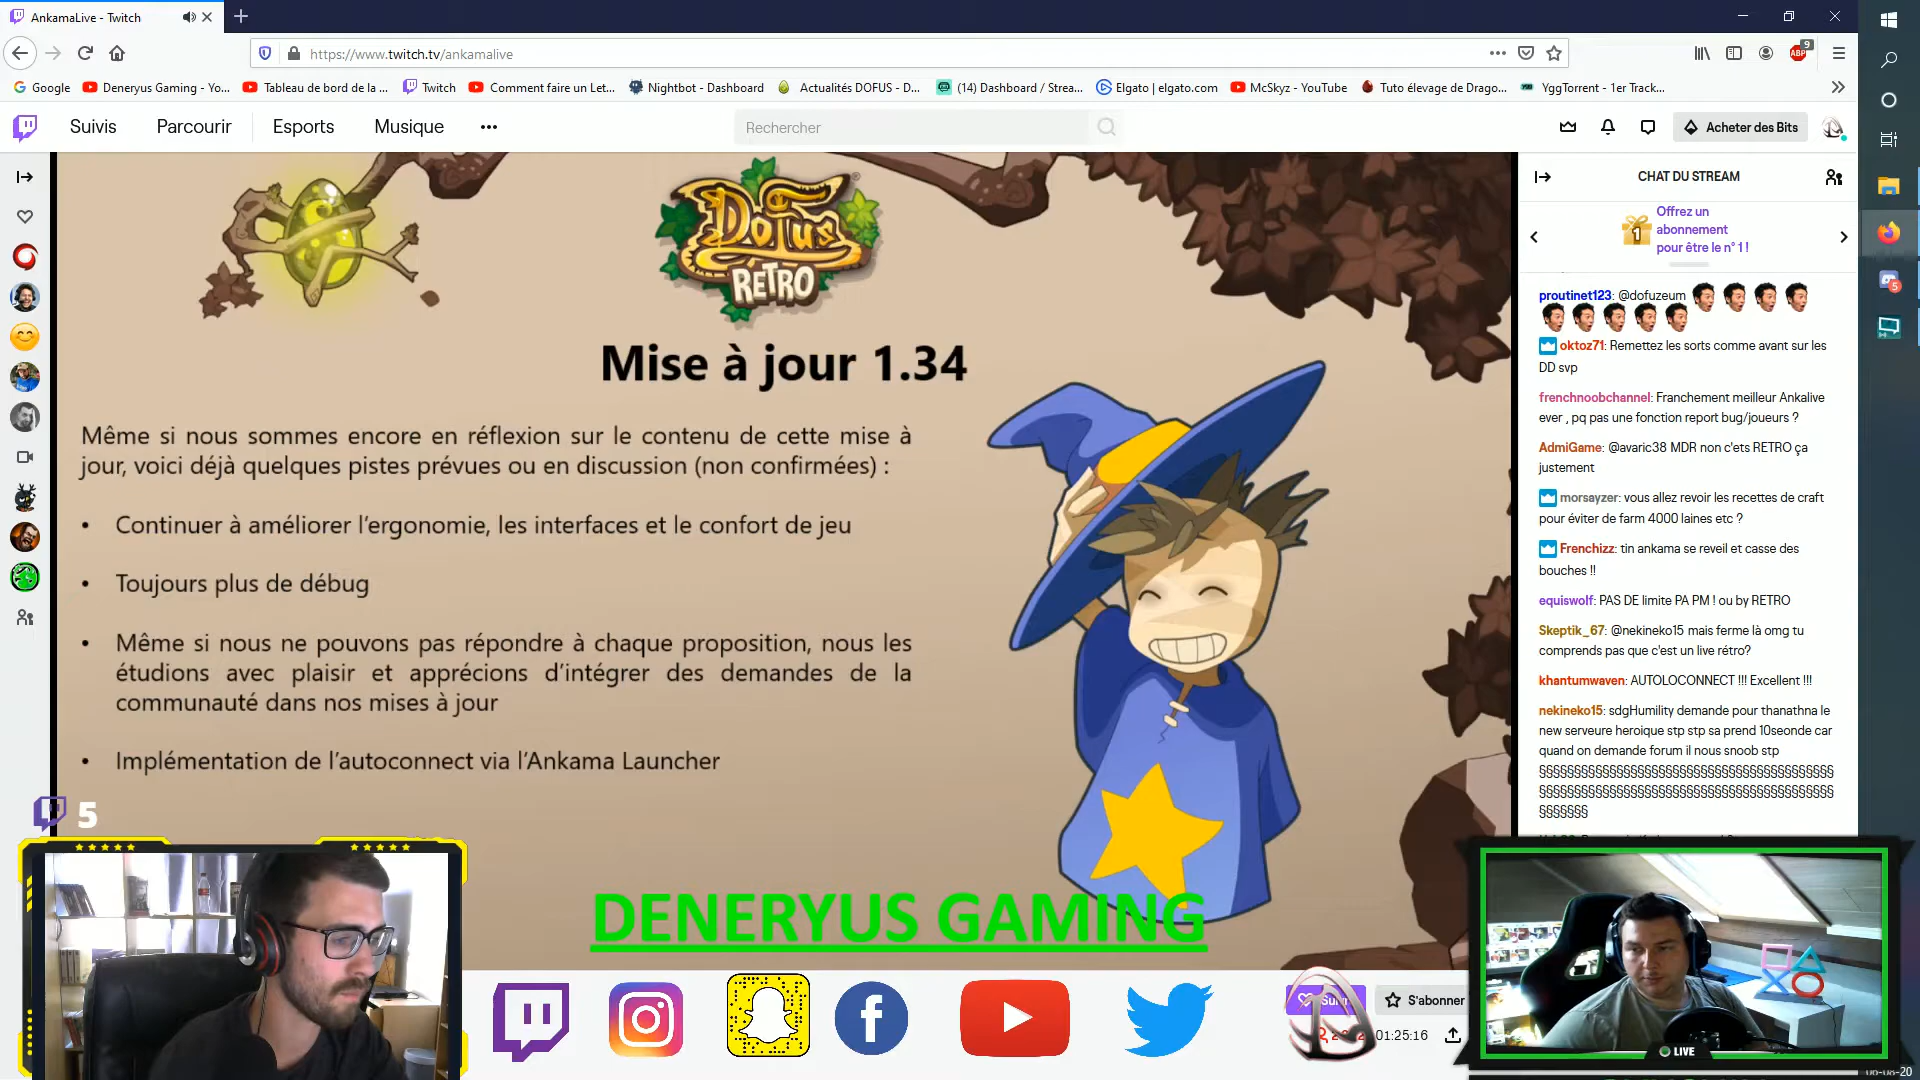 AnkamaLive - Twitch
https://www.twitch.tv/ankamalive
9
Google
Deneryus Gaming - Yo...
Tableau de bord de la ...
Twitch
Comment faire un Let...
Nightbot - Dashboard
Actualités DOFUS - D...
(14) Dashboard / Strea...
Elgato | elgato.com
McSkyz - YouTube
Tuto élevage de Drago...
YggTorrent - 1er Track...
Suivis
Parcourir
Esports
Musique
Rechercher
Acheter des Bits
DOFUS
RETRO
Mise à jour 1.34
Même si nous sommes encore en réflexion sur le contenu de cette mise à
jour, voici déjà quelques pistes prévues ou en discussion (non confirmées) :
• Continuer à améliorer l'ergonomie, les interfaces et le confort de jeu
• Toujours plus de débug
• Même si nous ne pouvons pas répondre à chaque proposition, nous les
étudions avec plaisir et apprécions d'intégrer des demandes de la
communauté dans nos mises à jour
• Implémentation de l'autoconnect via l'Ankama Launcher
5
DENERYUS GAMING
S'abonner
01:25:16
CHAT DU STREAM
1
Offrez un
abonnement
pour être le n° 1 !
proutinet123: @dofuzeum
oktoz71: Remettez les sorts comme avant sur les
DD svp
frenchnoobchannel: Franchement meilleur Ankalive
ever , pq pas une fonction report bug/joueurs ?
AdmiGame: @avaric38 MDR non c'ets RETRO ça
justement
morsayzer: vous allez revoir les recettes de craft
pour éviter de farm 4000 laines etc ?
Frenchizz: tin ankama se reveil et casse des
bouches !!
equiswolf: PAS DE limite PA PM ! ou by RETRO
Skeptik_67: @nekineko15 mais ferme là omg tu
comprends pas que c'est un live rétro?
khantumwaven: AUTOLOCONNECT !!! Excellent !!!
nekineko15: sdgHumility demande pour thanathna le
new serveure heroique stp stp sa prend 10seonde car
quand on demande forum il nous snoob stp
§§§§§§§§§§§§§§§§§§§§§§§§§§§§§§§§§§§§§§§§§§
§§§§§§§§§§§§§§§§§§§§§§§§§§§§§§§§§§§§§§§§§§
§§§§§§§
LIVE
5